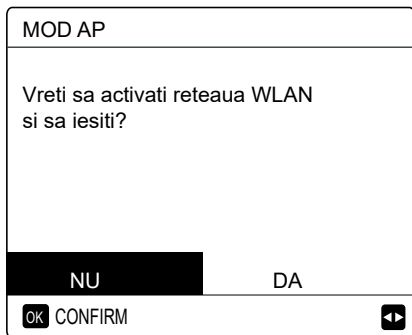 MOD AP
Vreti sa activati reteaua WLAN
si sa iesiti?
NU DA
OK CONFIRM